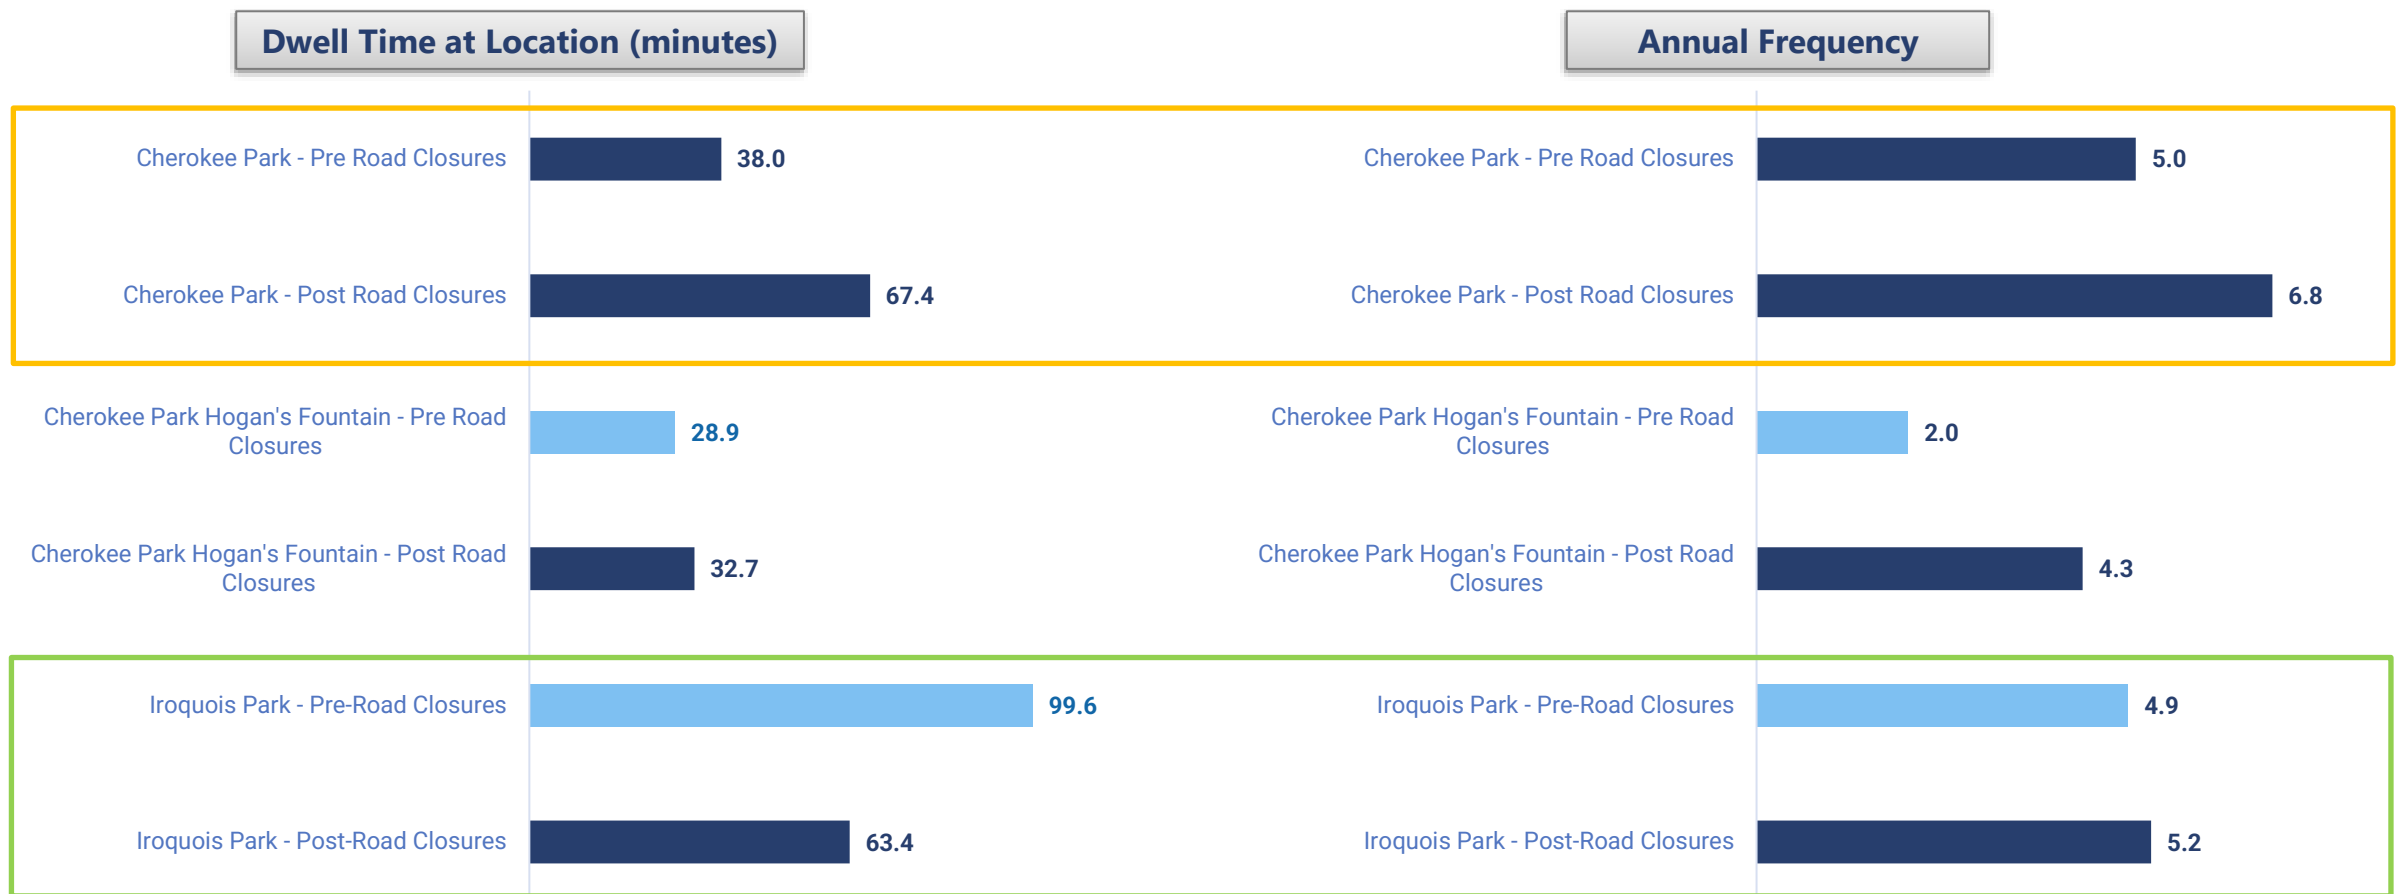 Dwell Time at Location (minutes)
Cherokee Park - Pre Road Closures
38.0
Cherokee Park - Post Road Closures
67.4
Cherokee Park Hogan's Fountain - Pre Road
Closures
28.9
Cherokee Park Hogan's Fountain - Post Road
Closures
32.7
Iroquois Park - Pre-Road Closures
99.6
Iroquois Park - Post-Road Closures
63.4
Annual Frequency
Cherokee Park - Pre Road Closures
5.0
Cherokee Park - Post Road Closures
6.8
Cherokee Park Hogan's Fountain - Pre Road
Closures
2.0
Cherokee Park Hogan's Fountain - Post Road
Closures
4.3
Iroquois Park - Pre-Road Closures
4.9
Iroquois Park - Post-Road Closures
5.2